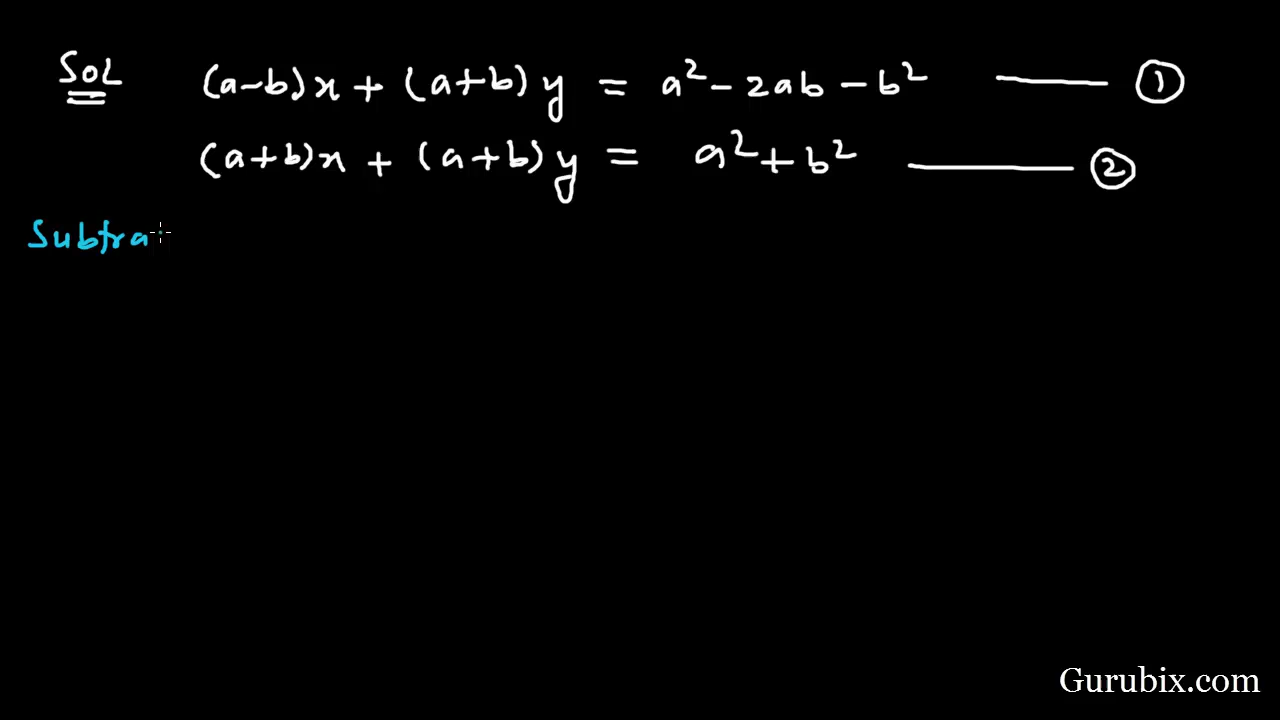 Sol (a-b)x + (a+b)y = a² - 2ab - b² —— ①
(a+b)x + (a+b)y = a² + b² —— ②
Subtra
Gurubix.com